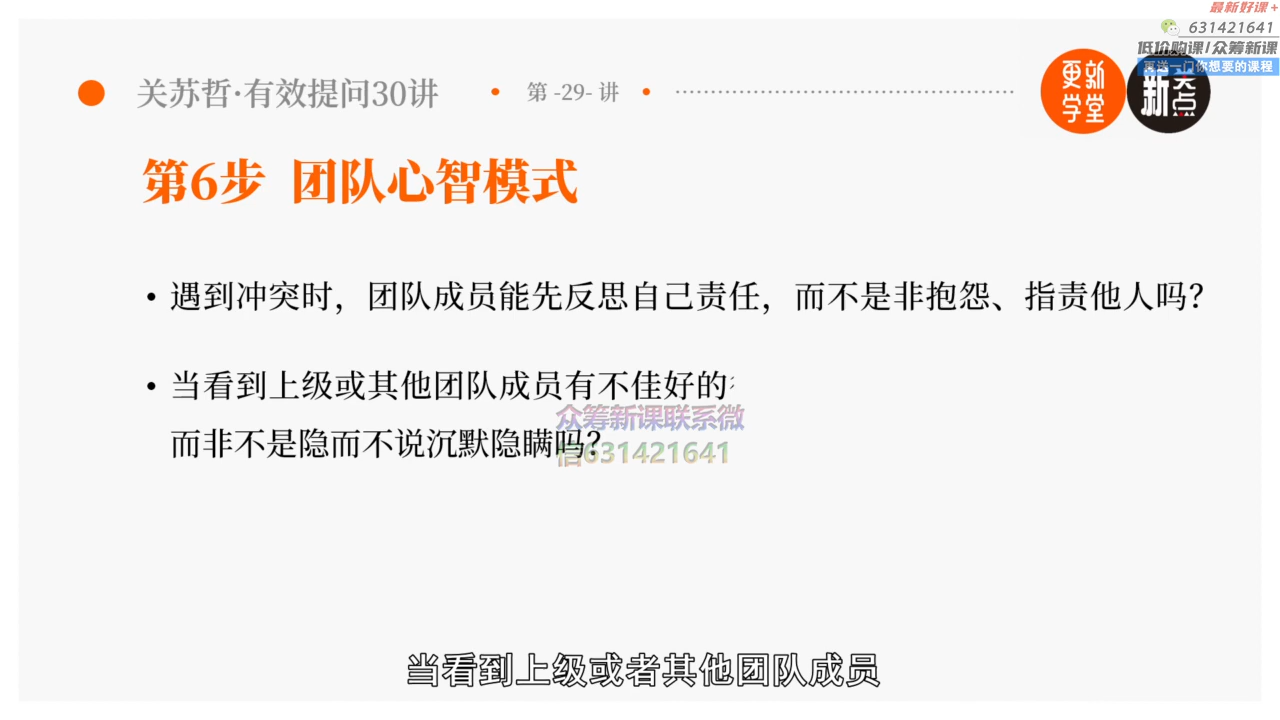 最新好课+
631421641
低价购课/众筹新课
再送一门你想要的课程
关苏哲·有效提问30讲
第 -29- 讲
更新学堂
新关点
第6步 团队心智模式
• 遇到冲突时，团队成员能先反思自己责任，而不是非抱怨、指责他人吗？
• 当看到上级或其他团队成员有不佳好的
众筹新课联系微
而非不是隐而不说沉默隐瞒吗？
信631421641
当看到上级或者其他团队成员